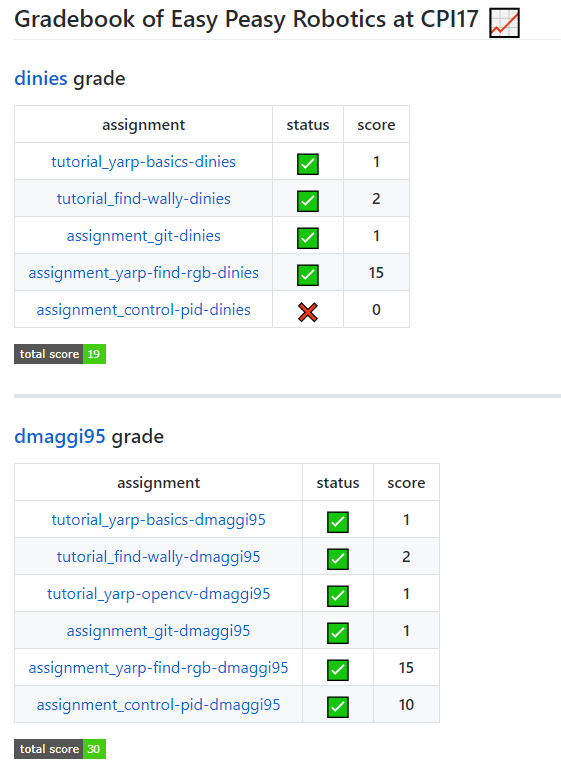 Gradebook of Easy Peasy Robotics at CPI17
dinies grade
assignment status score
tutorial_yarp-basics-dinies 1
tutorial_find-wally-dinies 2
assignment_git-dinies 1
assignment_yarp-find-rgb-dinies 15
assignment_control-pid-dinies 0
total score 19
dmaggi95 grade
assignment status score
tutorial_yarp-basics-dmaggi95 1
tutorial_find-wally-dmaggi95 2
tutorial_yarp-opencv-dmaggi95 1
assignment_git-dmaggi95 1
assignment_yarp-find-rgb-dmaggi95 15
assignment_control-pid-dmaggi95 10
total score 30